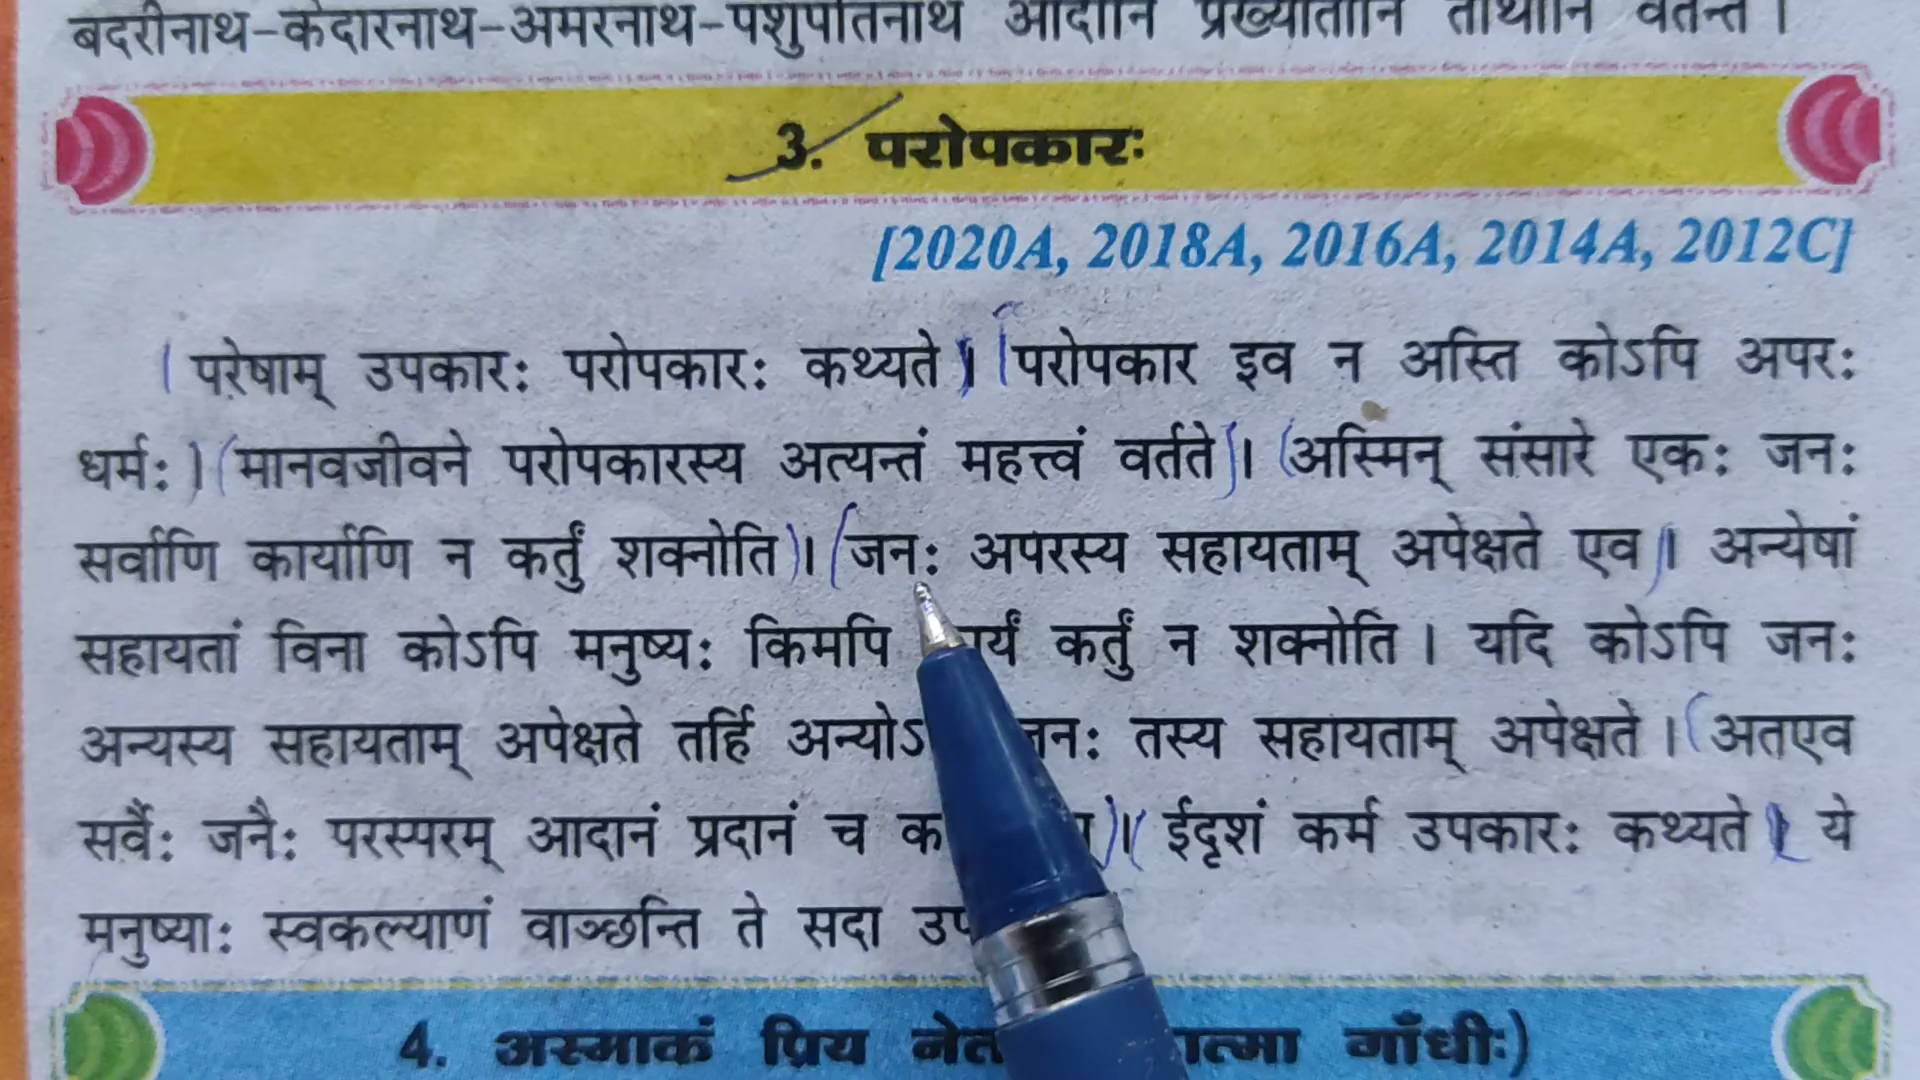 बदरीनाथ-केदारनाथ-अमरनाथ-पशुपतिनाथ आदीनि प्रख्यातानि तीर्थानि वर्तन्ते ।
3. परोपकारः
[2020A, 2018A, 2016A, 2014A, 2012C]
परेषाम् उपकारः परोपकारः कथ्यते । परोपकार इव न अस्ति कोऽपि अपरः
धर्मः । मानवजीवने परोपकारस्य अत्यन्तं महत्त्वं वर्तते । अस्मिन् संसारे एकः जनः
सर्वाणि कार्याणि न कर्तुं शक्नोति । जनः अपरस्य सहायताम् अपेक्षते एव । अन्येषां
सहायतां विना कोऽपि मनुष्यः किमपि कर्तुं न शक्नोति । यदि कोऽपि जनः
अन्यस्य सहायताम् अपेक्षते तर्हि जनः तस्य सहायताम् अपेक्षते । अतएव
सर्वैः जनैः परस्परम् आदानं प्रदानं च । ईदृशं कर्म उपकारः कथ्यते । ये
मनुष्याः स्वकल्याणं वाञ्छन्ति ते सदा
4. अस्माकं प्रिय गाँधीः)